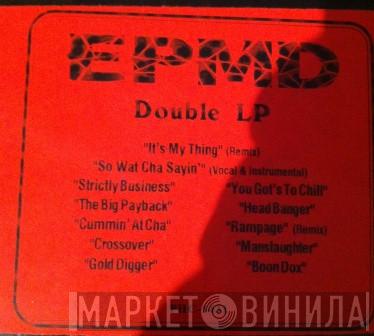 EPMD
Double LP
"It's My Thing" (Remix)
"So Wat Cha Sayin'" (Vocal & Instrumental)
"Strictly Business" "You Got's To Chill"
"The Big Payback" "Head Banger"
"Cummin' At Cha" "Rampage" (Remix)
"Crossover" "Manslaughter"
"Gold Digger" "Boon Dox"
МАРКЕТ ВИНИЛА